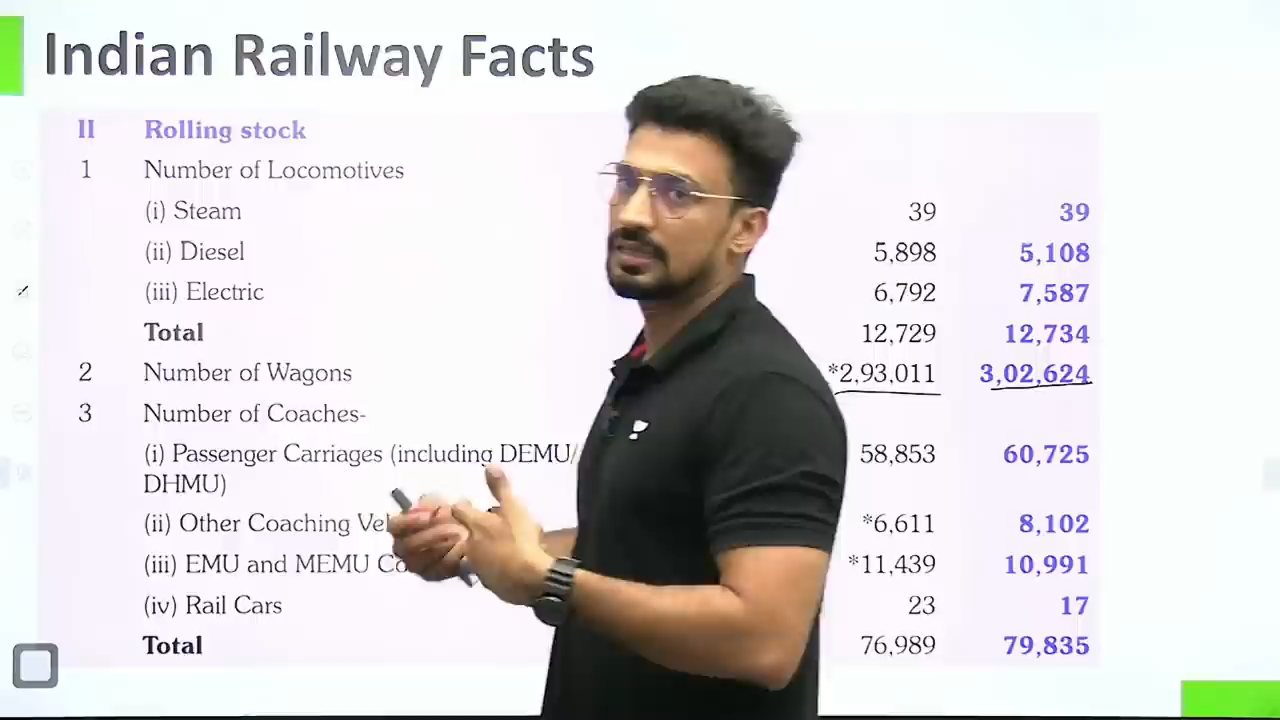 Indian Railway Facts
II Rolling stock
1 Number of Locomotives
(i) Steam 39 39
(ii) Diesel 5,898 5,108
(iii) Electric 6,792 7,587
Total 12,729 12,734
2 Number of Wagons *2,93,011 3,02,624
3 Number of Coaches-
(i) Passenger Carriages (including DEMU/ 58,853 60,725
DHMU)
(ii) Other Coaching *6,611 8,102
(iii) EMU and MEMU *11,439 10,991
(iv) Rail Cars 23 17
Total 76,989 79,835